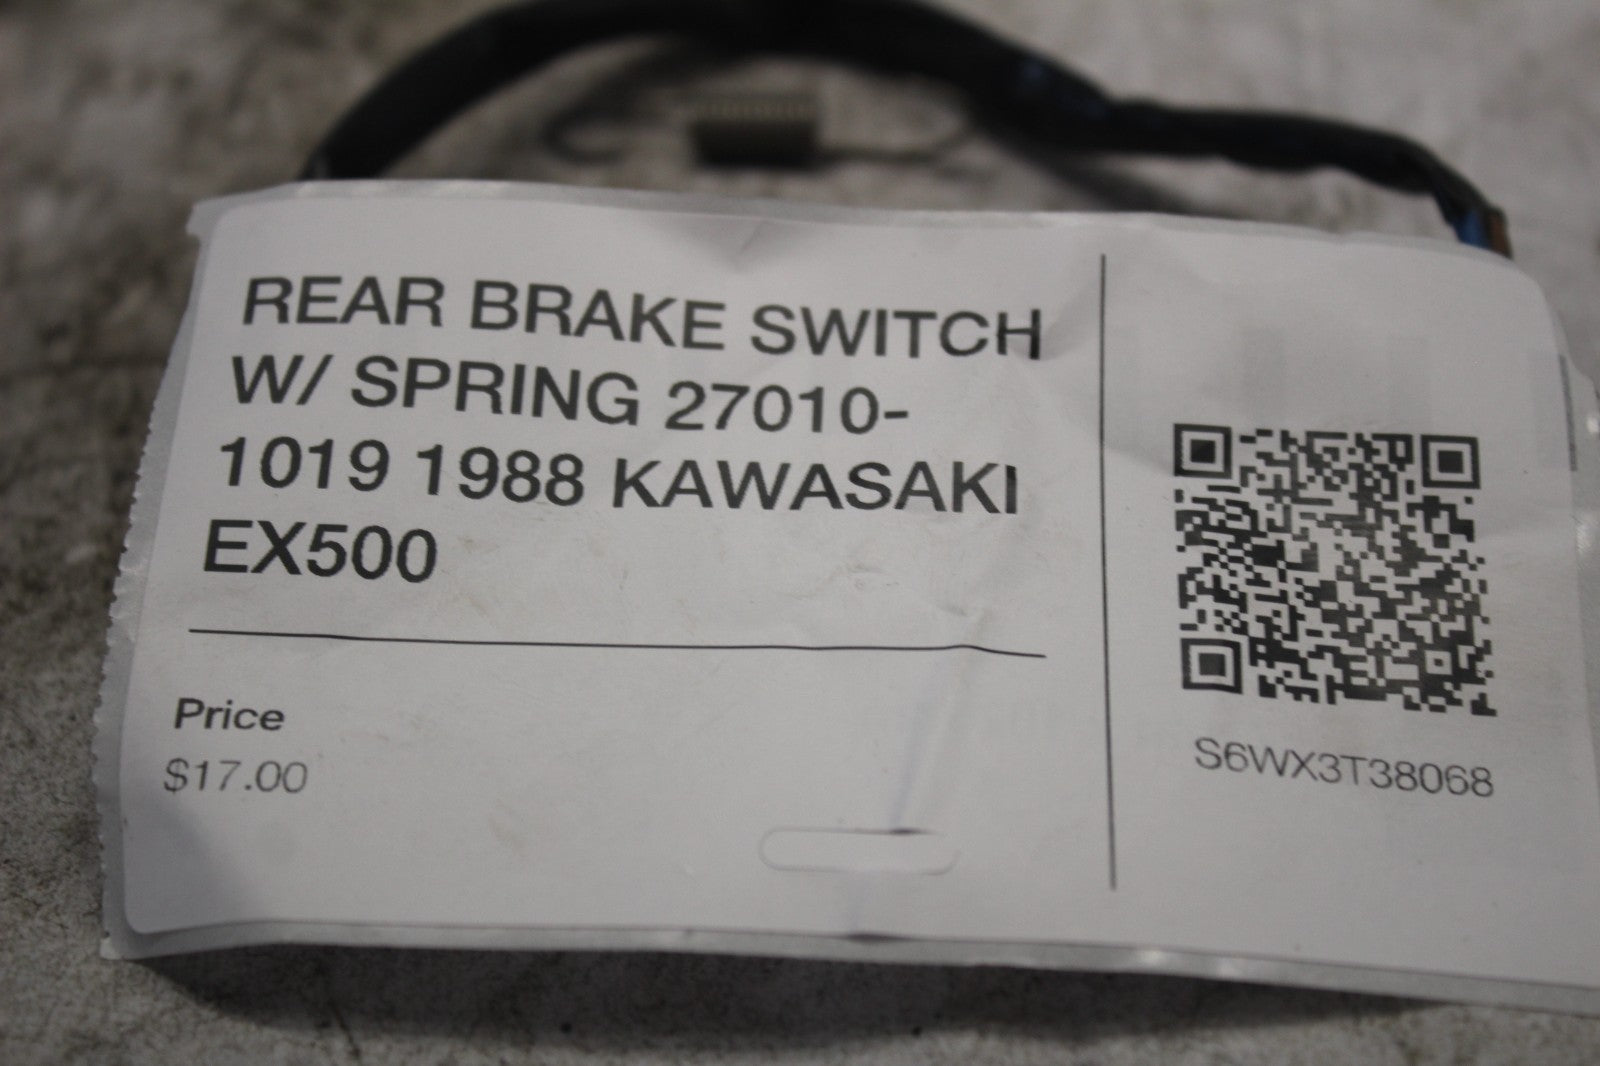 REAR BRAKE SWITCH
W/ SPRING 27010-
1019 1988 KAWASAKI
EX500
Price
$17.00
S6WX3T38068